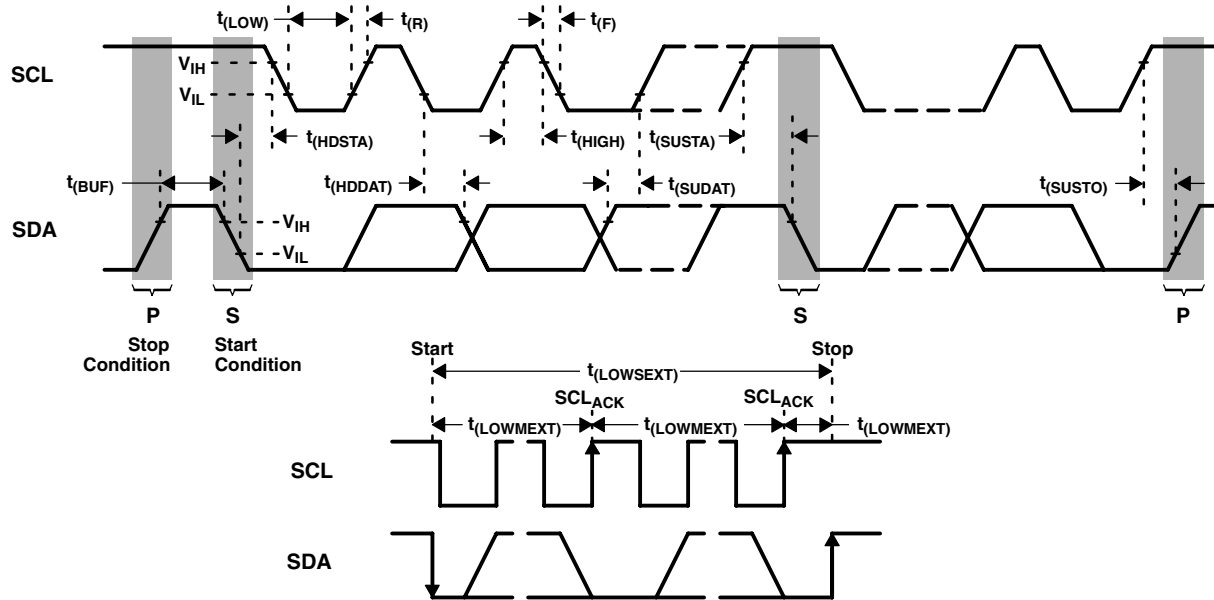 t(LOW) t(R) t(F)
SCL
VIH
VIL
t(HDSTA) t(HIGH) t(SUSTA)
t(BUF) t(HDDAT) t(SUDAT) t(SUSTO)
SDA
VIH
VIL
P S S P
Stop Condition
Start Condition
Start Stop
t(LOWSEXT)
SCLACK SCLACK
t(LOWMEXT) t(LOWMEXT) t(LOWMEXT)
SCL
SDA